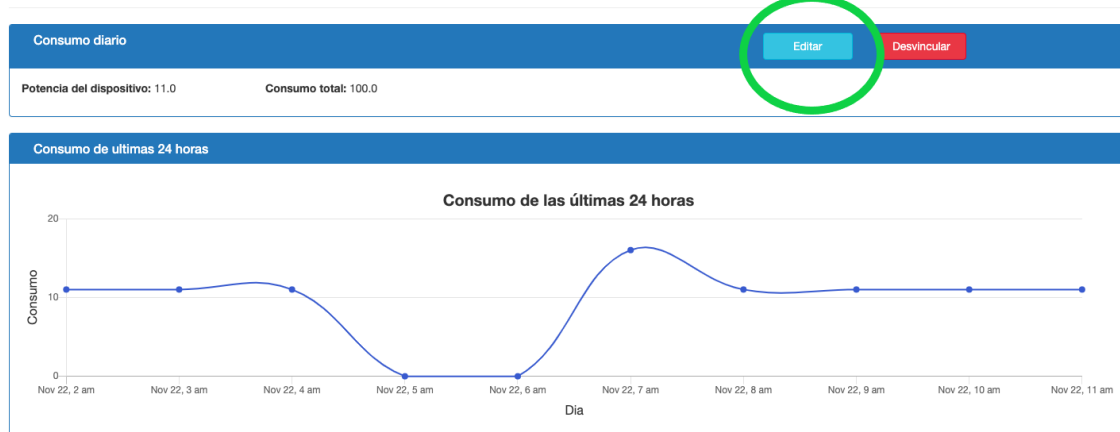 Consumo diario
Editar
Desvincular
Potencia del dispositivo: 11.0
Consumo total: 100.0
Consumo de ultimas 24 horas
Consumo de las últimas 24 horas
20
10
0
Consumo
Nov 22, 2 am
Nov 22, 3 am
Nov 22, 4 am
Nov 22, 5 am
Nov 22, 6 am
Nov 22, 7 am
Nov 22, 8 am
Nov 22, 9 am
Nov 22, 10 am
Nov 22, 11 am
Dia